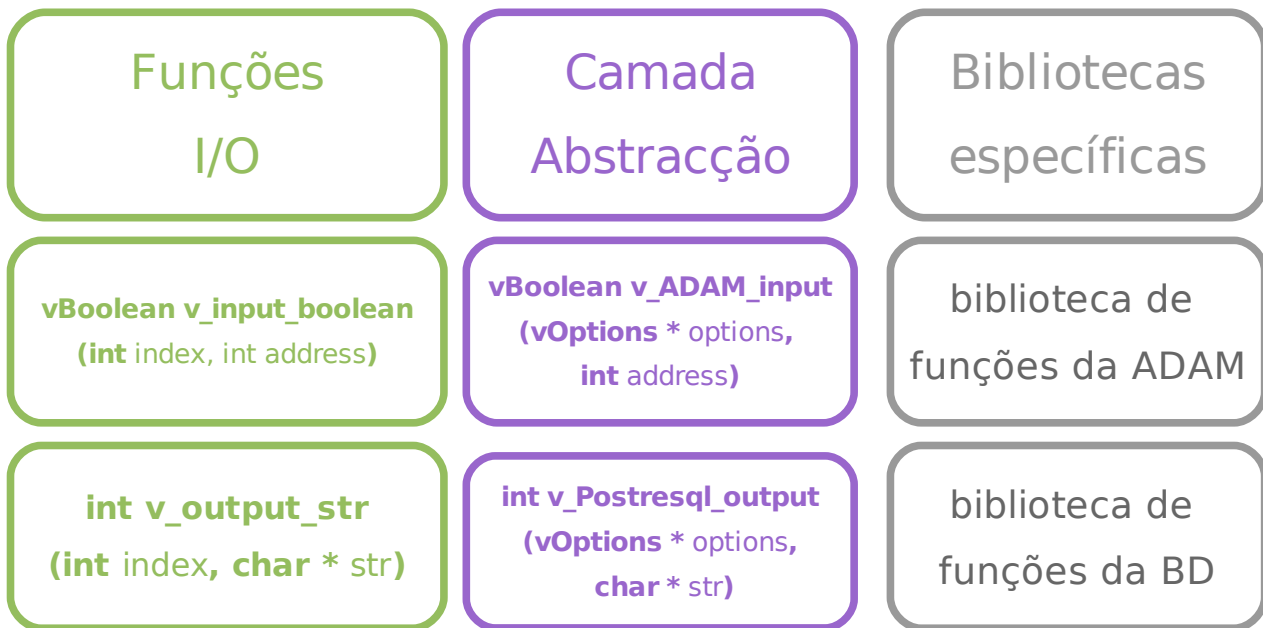 Funções
I/O
Camada
Abstracção
Bibliotecas
específicas
vBoolean v_input_boolean
(int index, int address)
vBoolean v_ADAM_input
(vOptions * options,
int address)
biblioteca de
funções da ADAM
int v_output_str
(int index, char * str)
int v_Postresql_output
(vOptions * options,
char * str)
biblioteca de
funções da BD